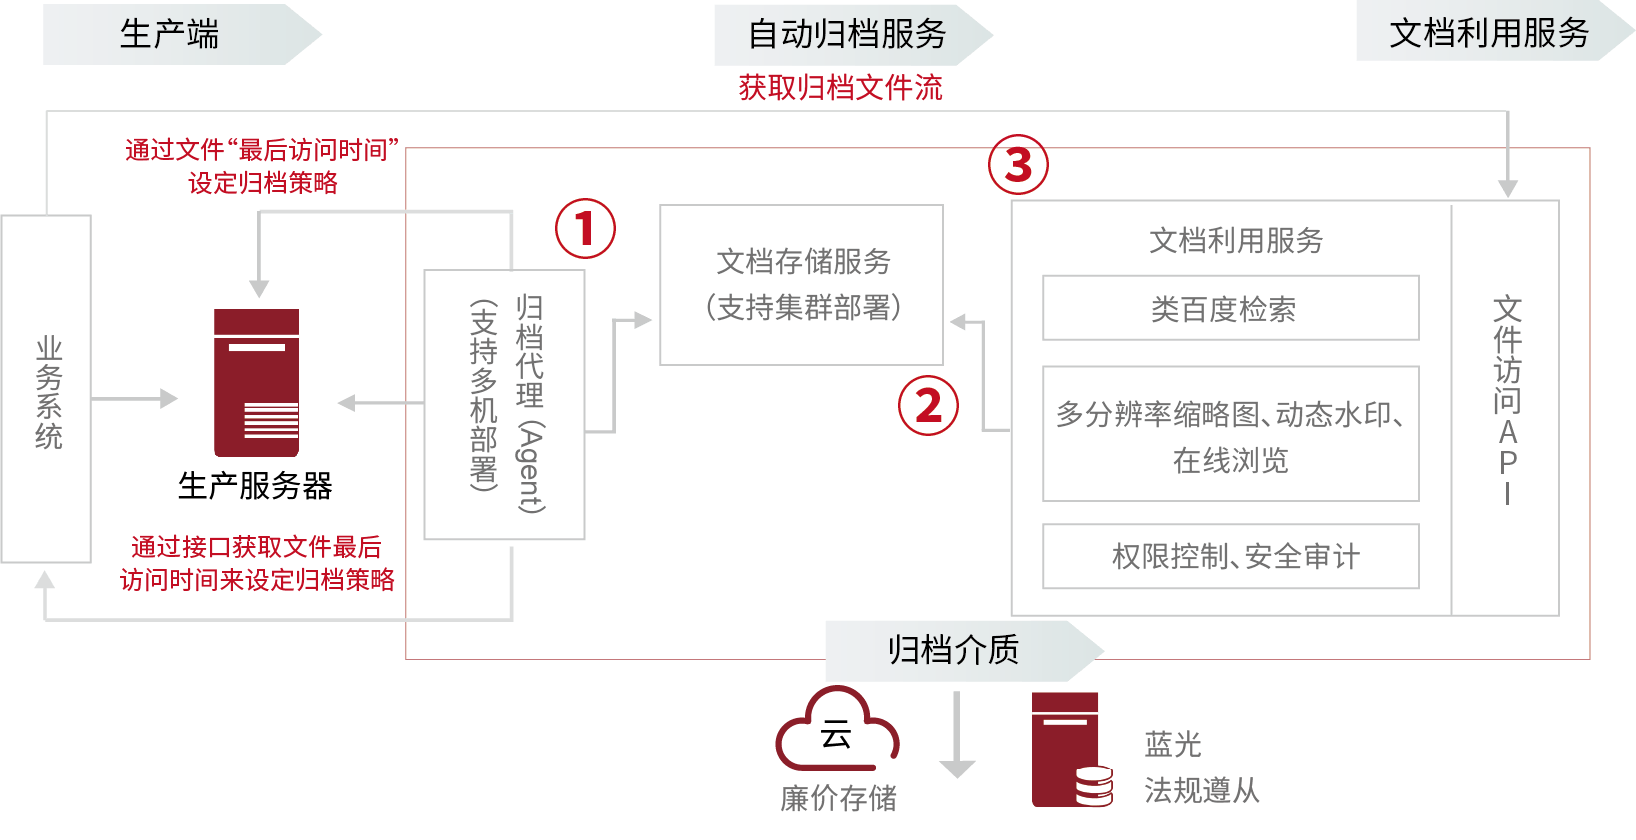 生产端
自动归档服务
文档利用服务
获取归档文件流
通过文件“最后访问时间”
设定归档策略
业务系统
生产服务器
通过接口获取文件最后
访问时间来设定归档策略
归档代理（Agent）
（支持多机部署）
①
文档存储服务
（支持集群部署）
②
③
文档利用服务
类百度检索
多分辨率缩略图、动态水印、
在线浏览
权限控制、安全审计
文件访问API
归档介质
云
廉价存储
蓝光
法规遵从